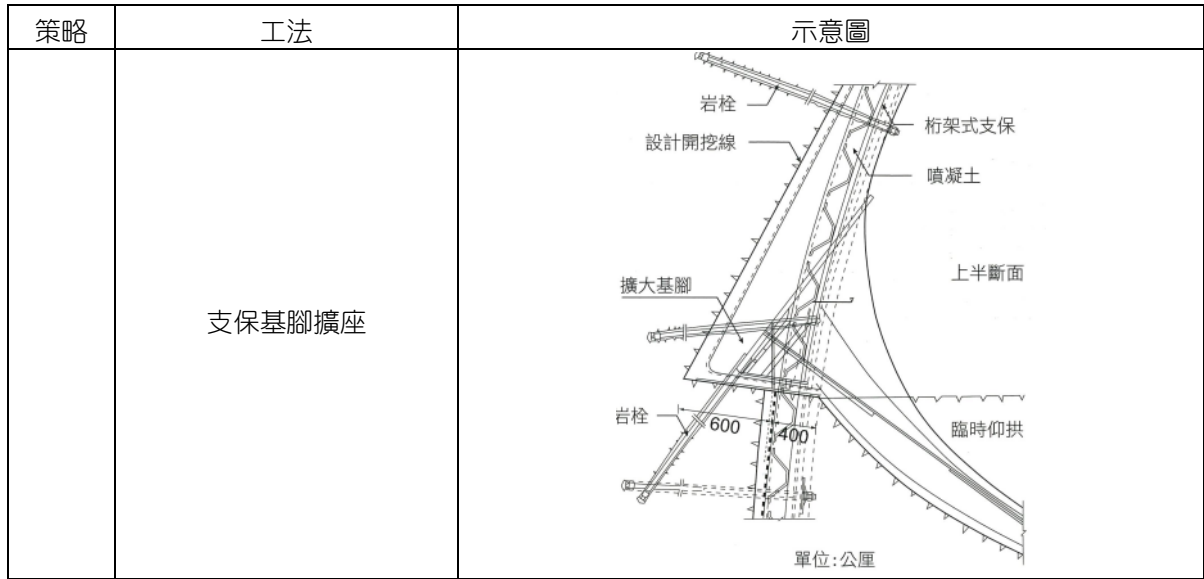 策略
工法
示意圖
支保基腳擴座
岩栓
桁架式支保
設計開挖線
噴凝土
上半斷面
擴大基腳
岩栓
600
400
臨時仰拱
單位:公厘